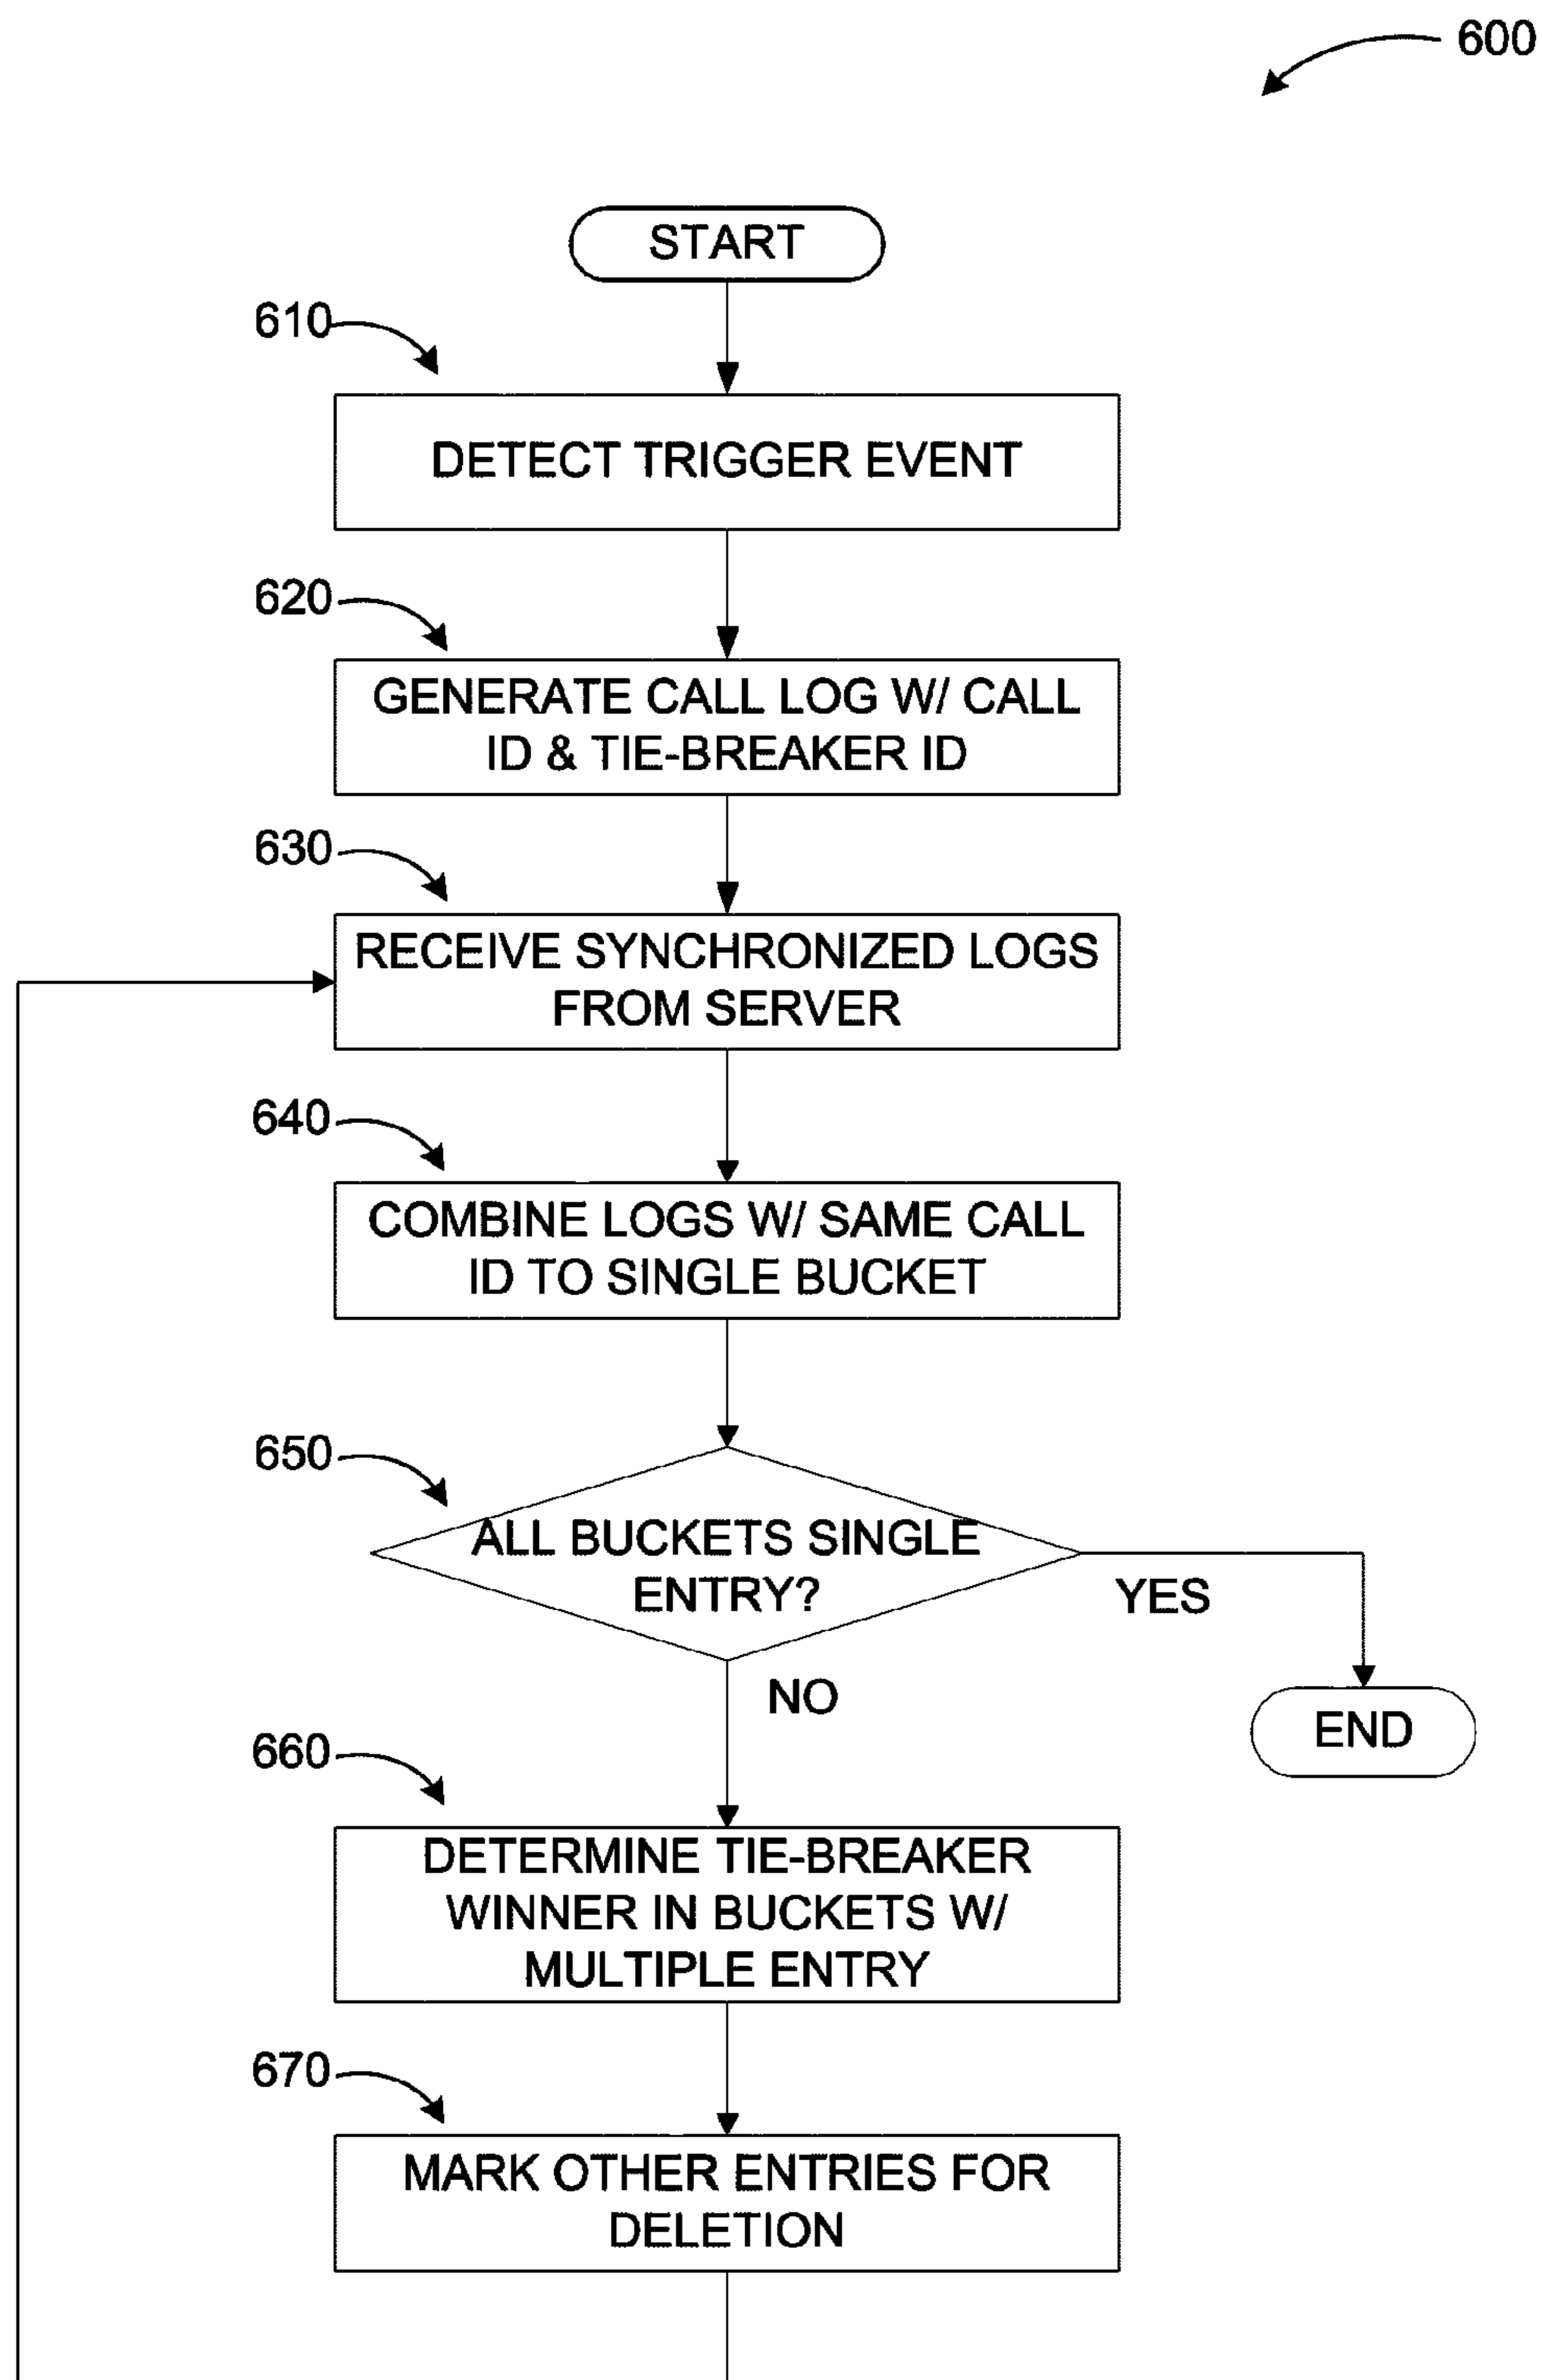 600
START
610
DETECT TRIGGER EVENT
620
GENERATE CALL LOG W/ CALL
ID & TIE-BREAKER ID
630
RECEIVE SYNCHRONIZED LOGS
FROM SERVER
640
COMBINE LOGS W/ SAME CALL
ID TO SINGLE BUCKET
650
ALL BUCKETS SINGLE
ENTRY?
YES
NO
END
660
DETERMINE TIE-BREAKER
WINNER IN BUCKETS W/
MULTIPLE ENTRY
670
MARK OTHER ENTRIES FOR
DELETION